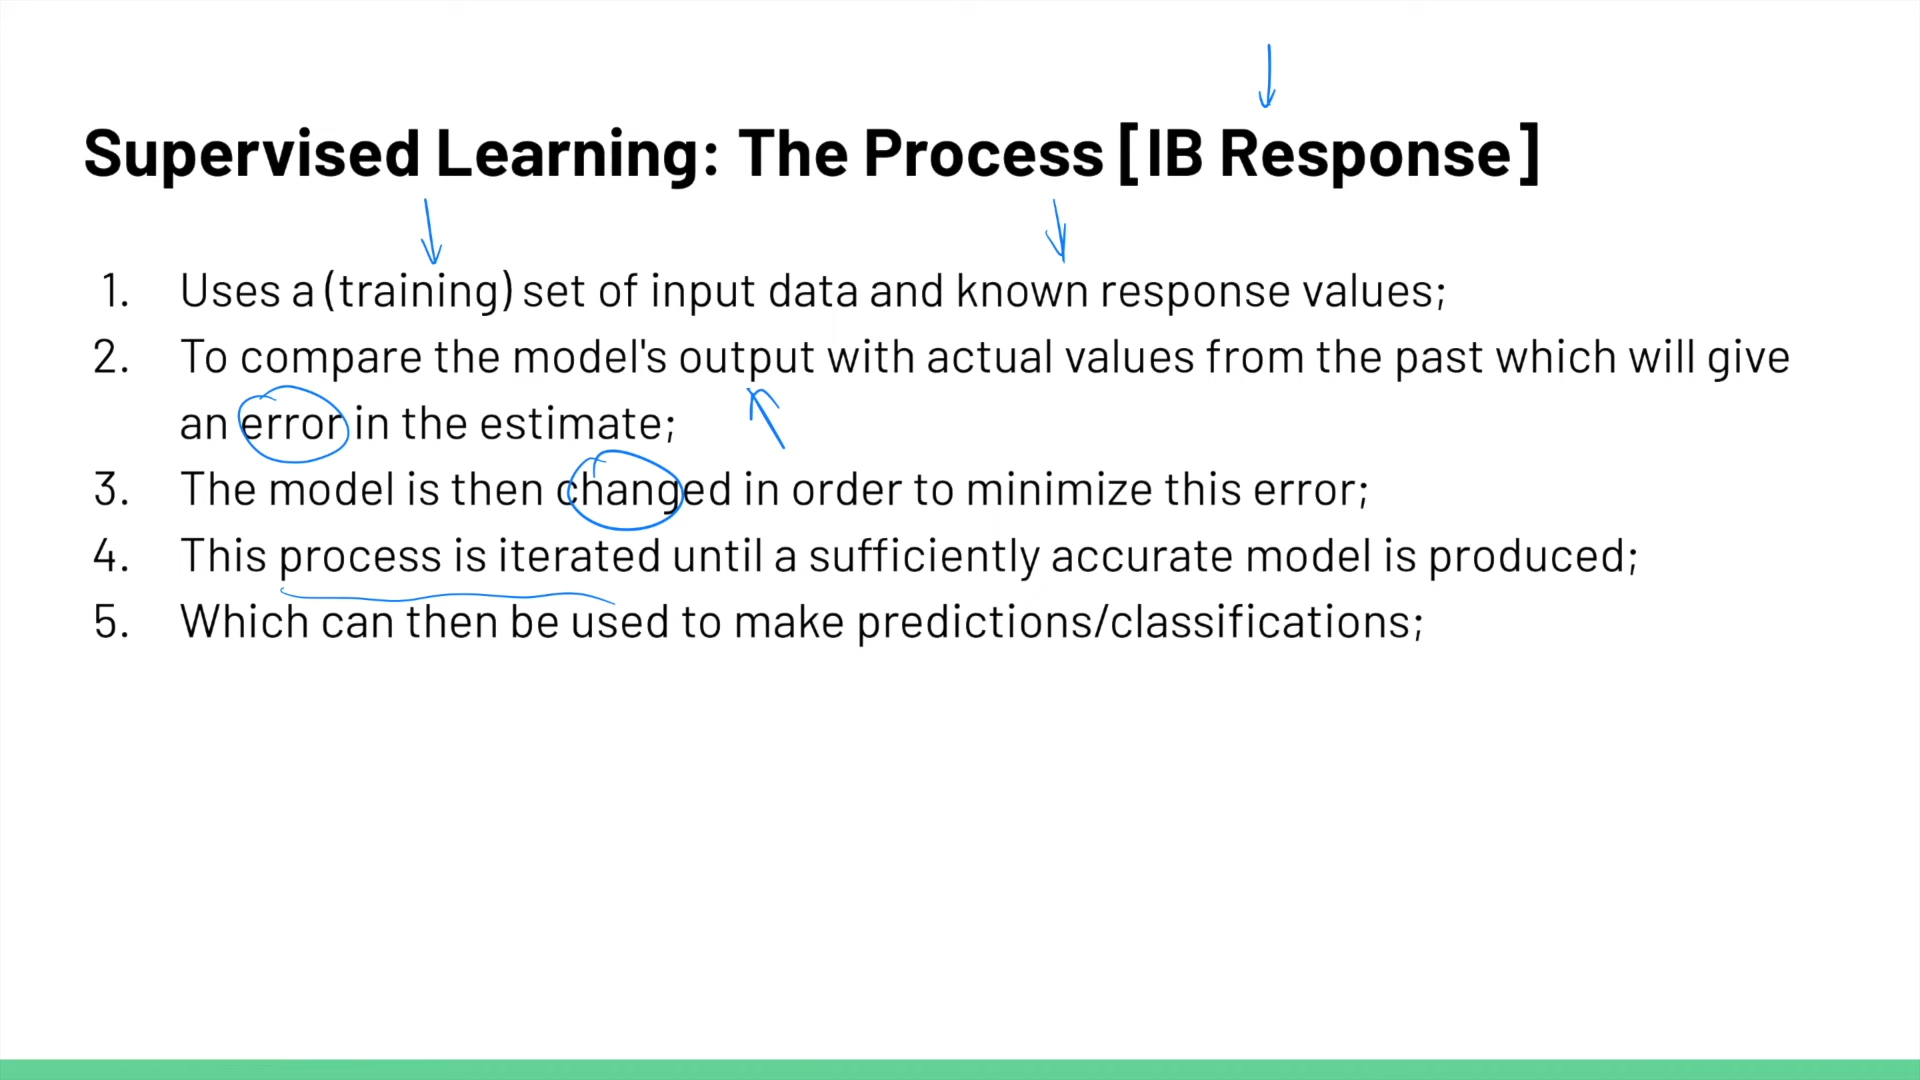 Supervised Learning: The Process [IB Response]
1. Uses a (training) set of input data and known response values;
2. To compare the model's output with actual values from the past which will give
an error in the estimate;
3. The model is then changed in order to minimize this error;
4. This process is iterated until a sufficiently accurate model is produced;
5. Which can then be used to make predictions/classifications;